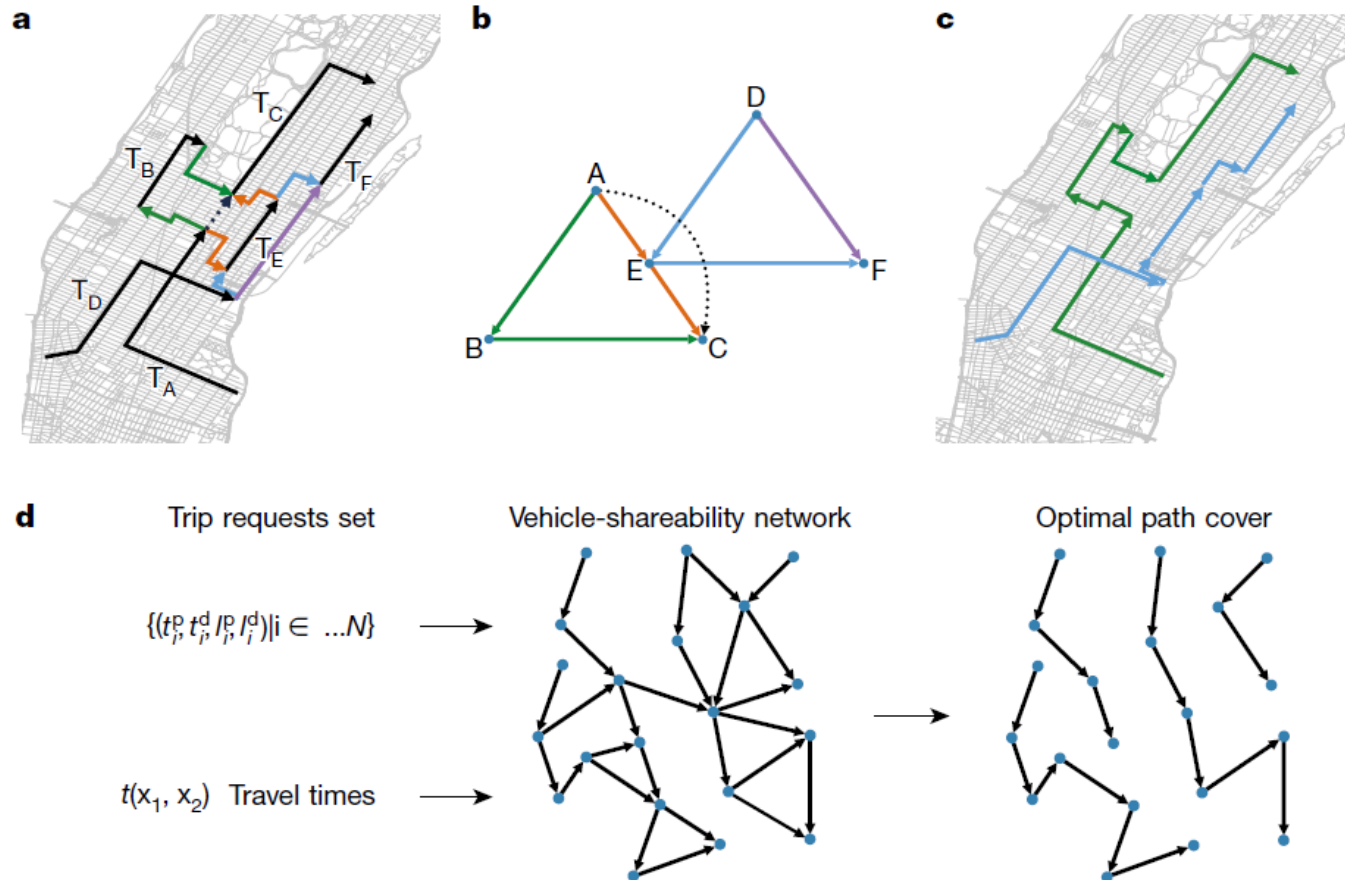 a
T_C
T_B
T_F
T_E
T_D
T_A
b
D
A
E
F
B
C
c
d
Trip requests set
Vehicle-shareability network
Optimal path cover
{(t_i^p, t_i^d, l_i^p, l_i^d)|i ∈ ...N}
t(x_1, x_2) Travel times